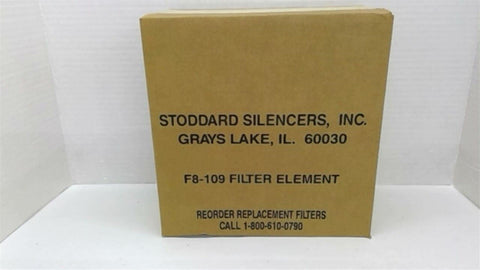 STODDARD SILENCERS, INC.
GRAYS LAKE, IL. 60030
F8-109 FILTER ELEMENT
REORDER REPLACEMENT FILTERS
CALL 1-800-610-0790